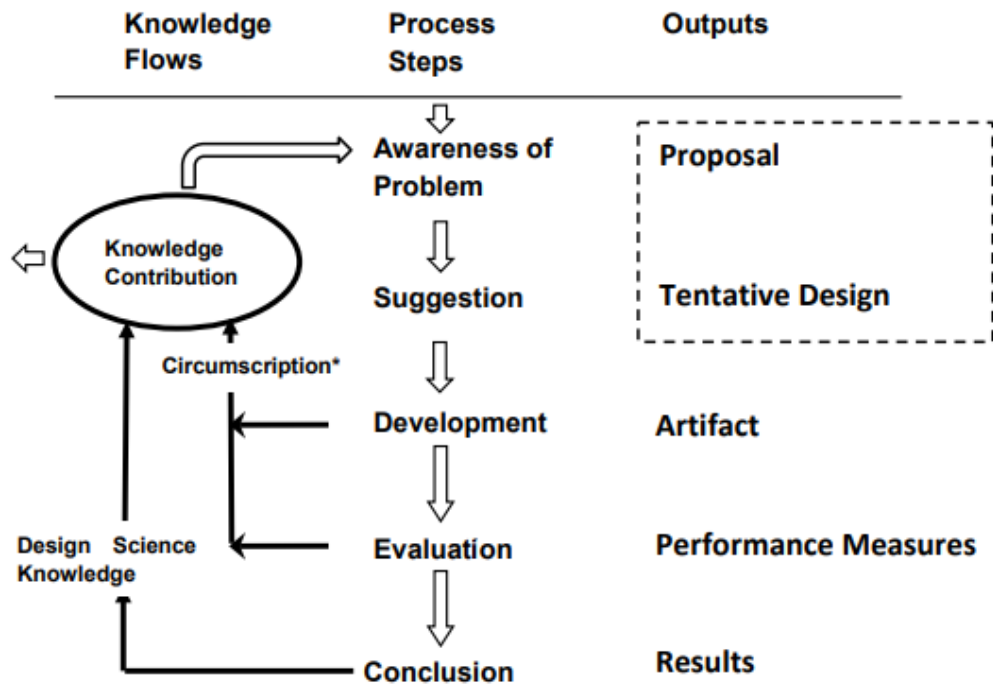 Knowledge
Flows
Process
Steps
Outputs
Awareness of
Problem
Proposal
Knowledge
Contribution
Suggestion
Tentative Design
Circumscription*
Development
Artifact
Design Science
Knowledge
Evaluation
Performance Measures
Conclusion
Results